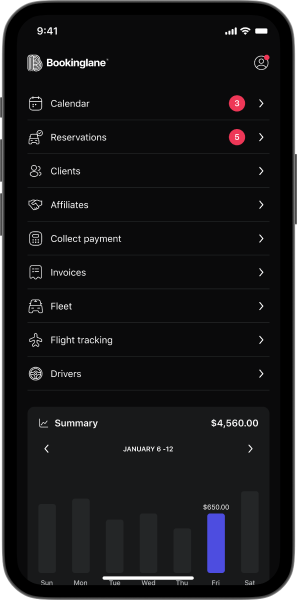 9:41
Bookinglane
Calendar 3
Reservations 5
Clients
Affiliates
Collect payment
Invoices
Fleet
Flight tracking
Drivers
Summary $4,560.00
JANUARY 6 -12
$650.00
Sun Mon Tue Wed Thu Fri Sat